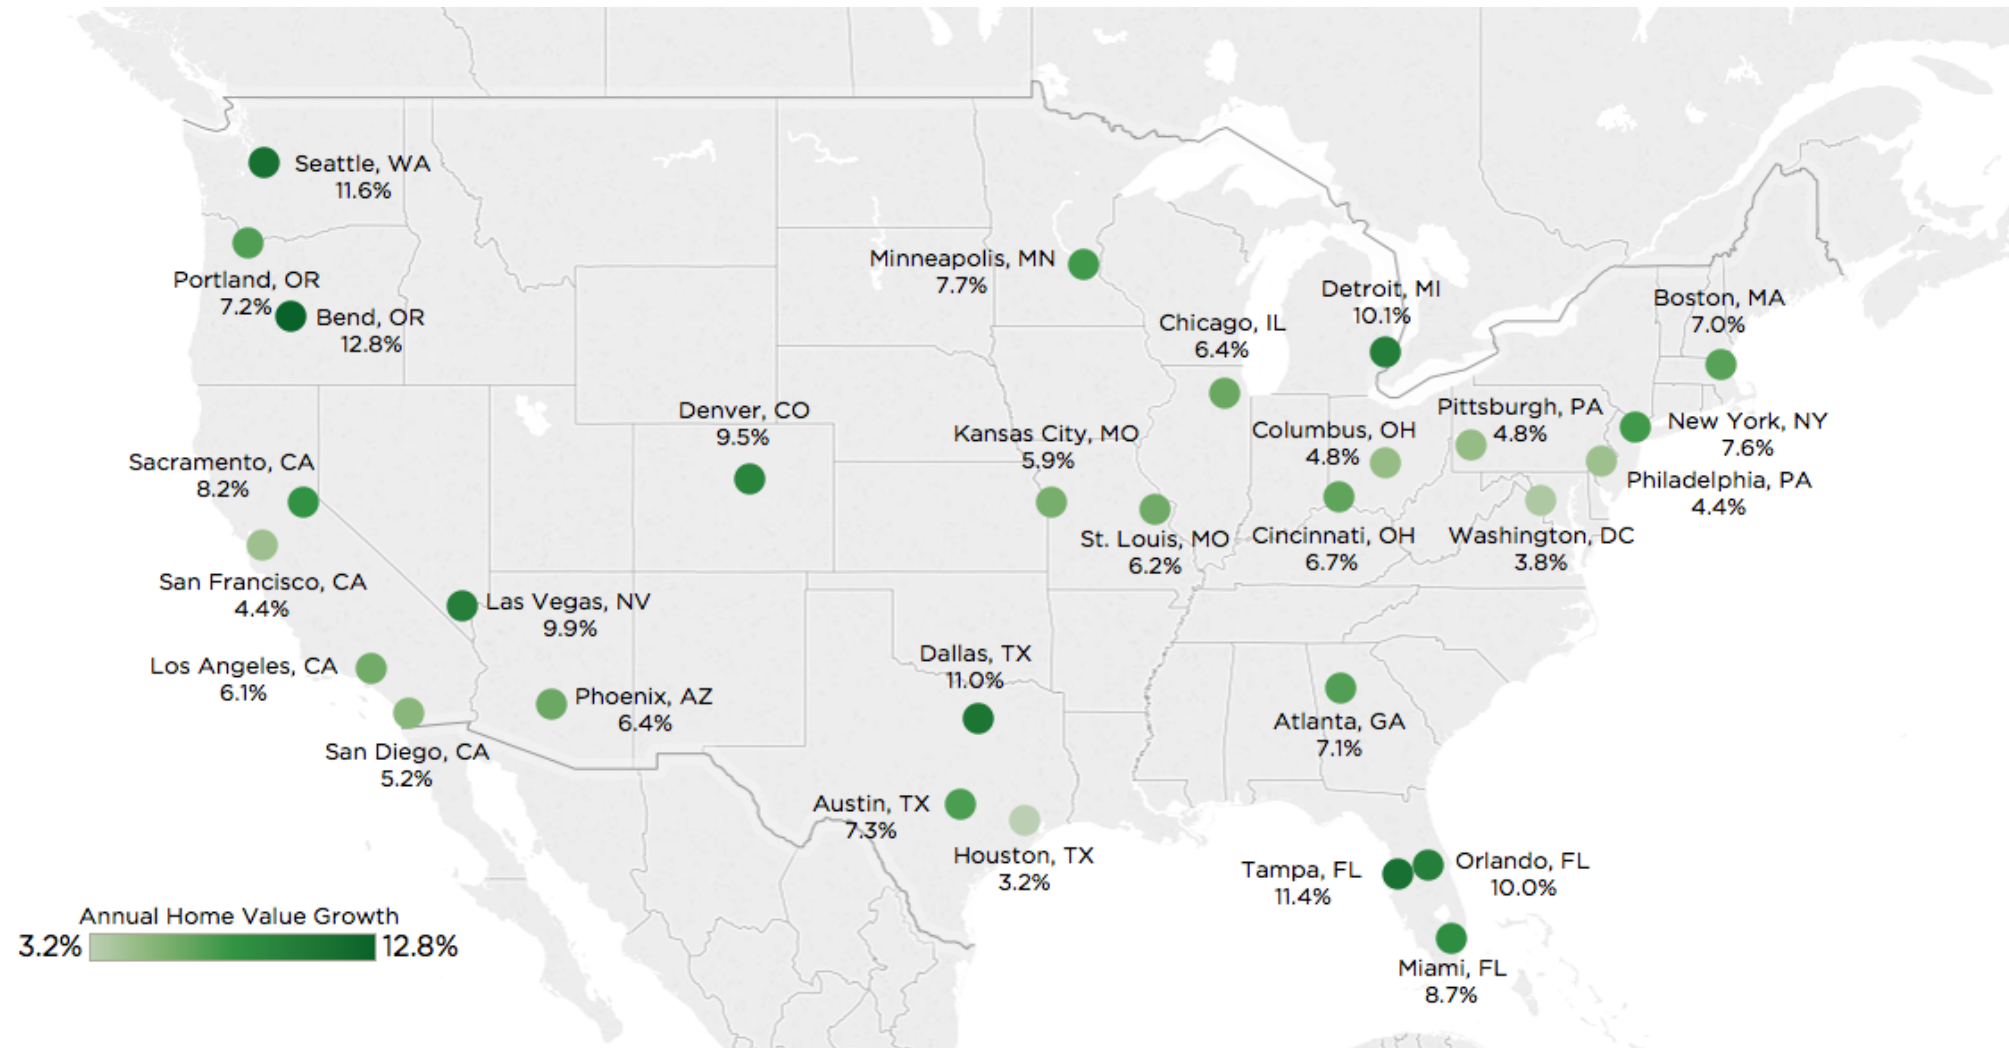 Seattle, WA
11.6%
Portland, OR
7.2%
Bend, OR
12.8%
Minneapolis, MN
7.7%
Detroit, MI
10.1%
Boston, MA
7.0%
Chicago, IL
6.4%
Denver, CO
9.5%
Kansas City, MO
5.9%
Columbus, OH
4.8%
Pittsburgh, PA
4.8%
New York, NY
7.6%
Sacramento, CA
8.2%
Philadelphia, PA
4.4%
St. Louis, MO
6.2%
Cincinnati, OH
6.7%
Washington, DC
3.8%
San Francisco, CA
4.4%
Las Vegas, NV
9.9%
Los Angeles, CA
6.1%
Dallas, TX
11.0%
Phoenix, AZ
6.4%
Atlanta, GA
7.1%
San Diego, CA
5.2%
Austin, TX
7.3%
Houston, TX
3.2%
Tampa, FL
11.4%
Orlando, FL
10.0%
Miami, FL
8.7%
Annual Home Value Growth
3.2% 12.8%